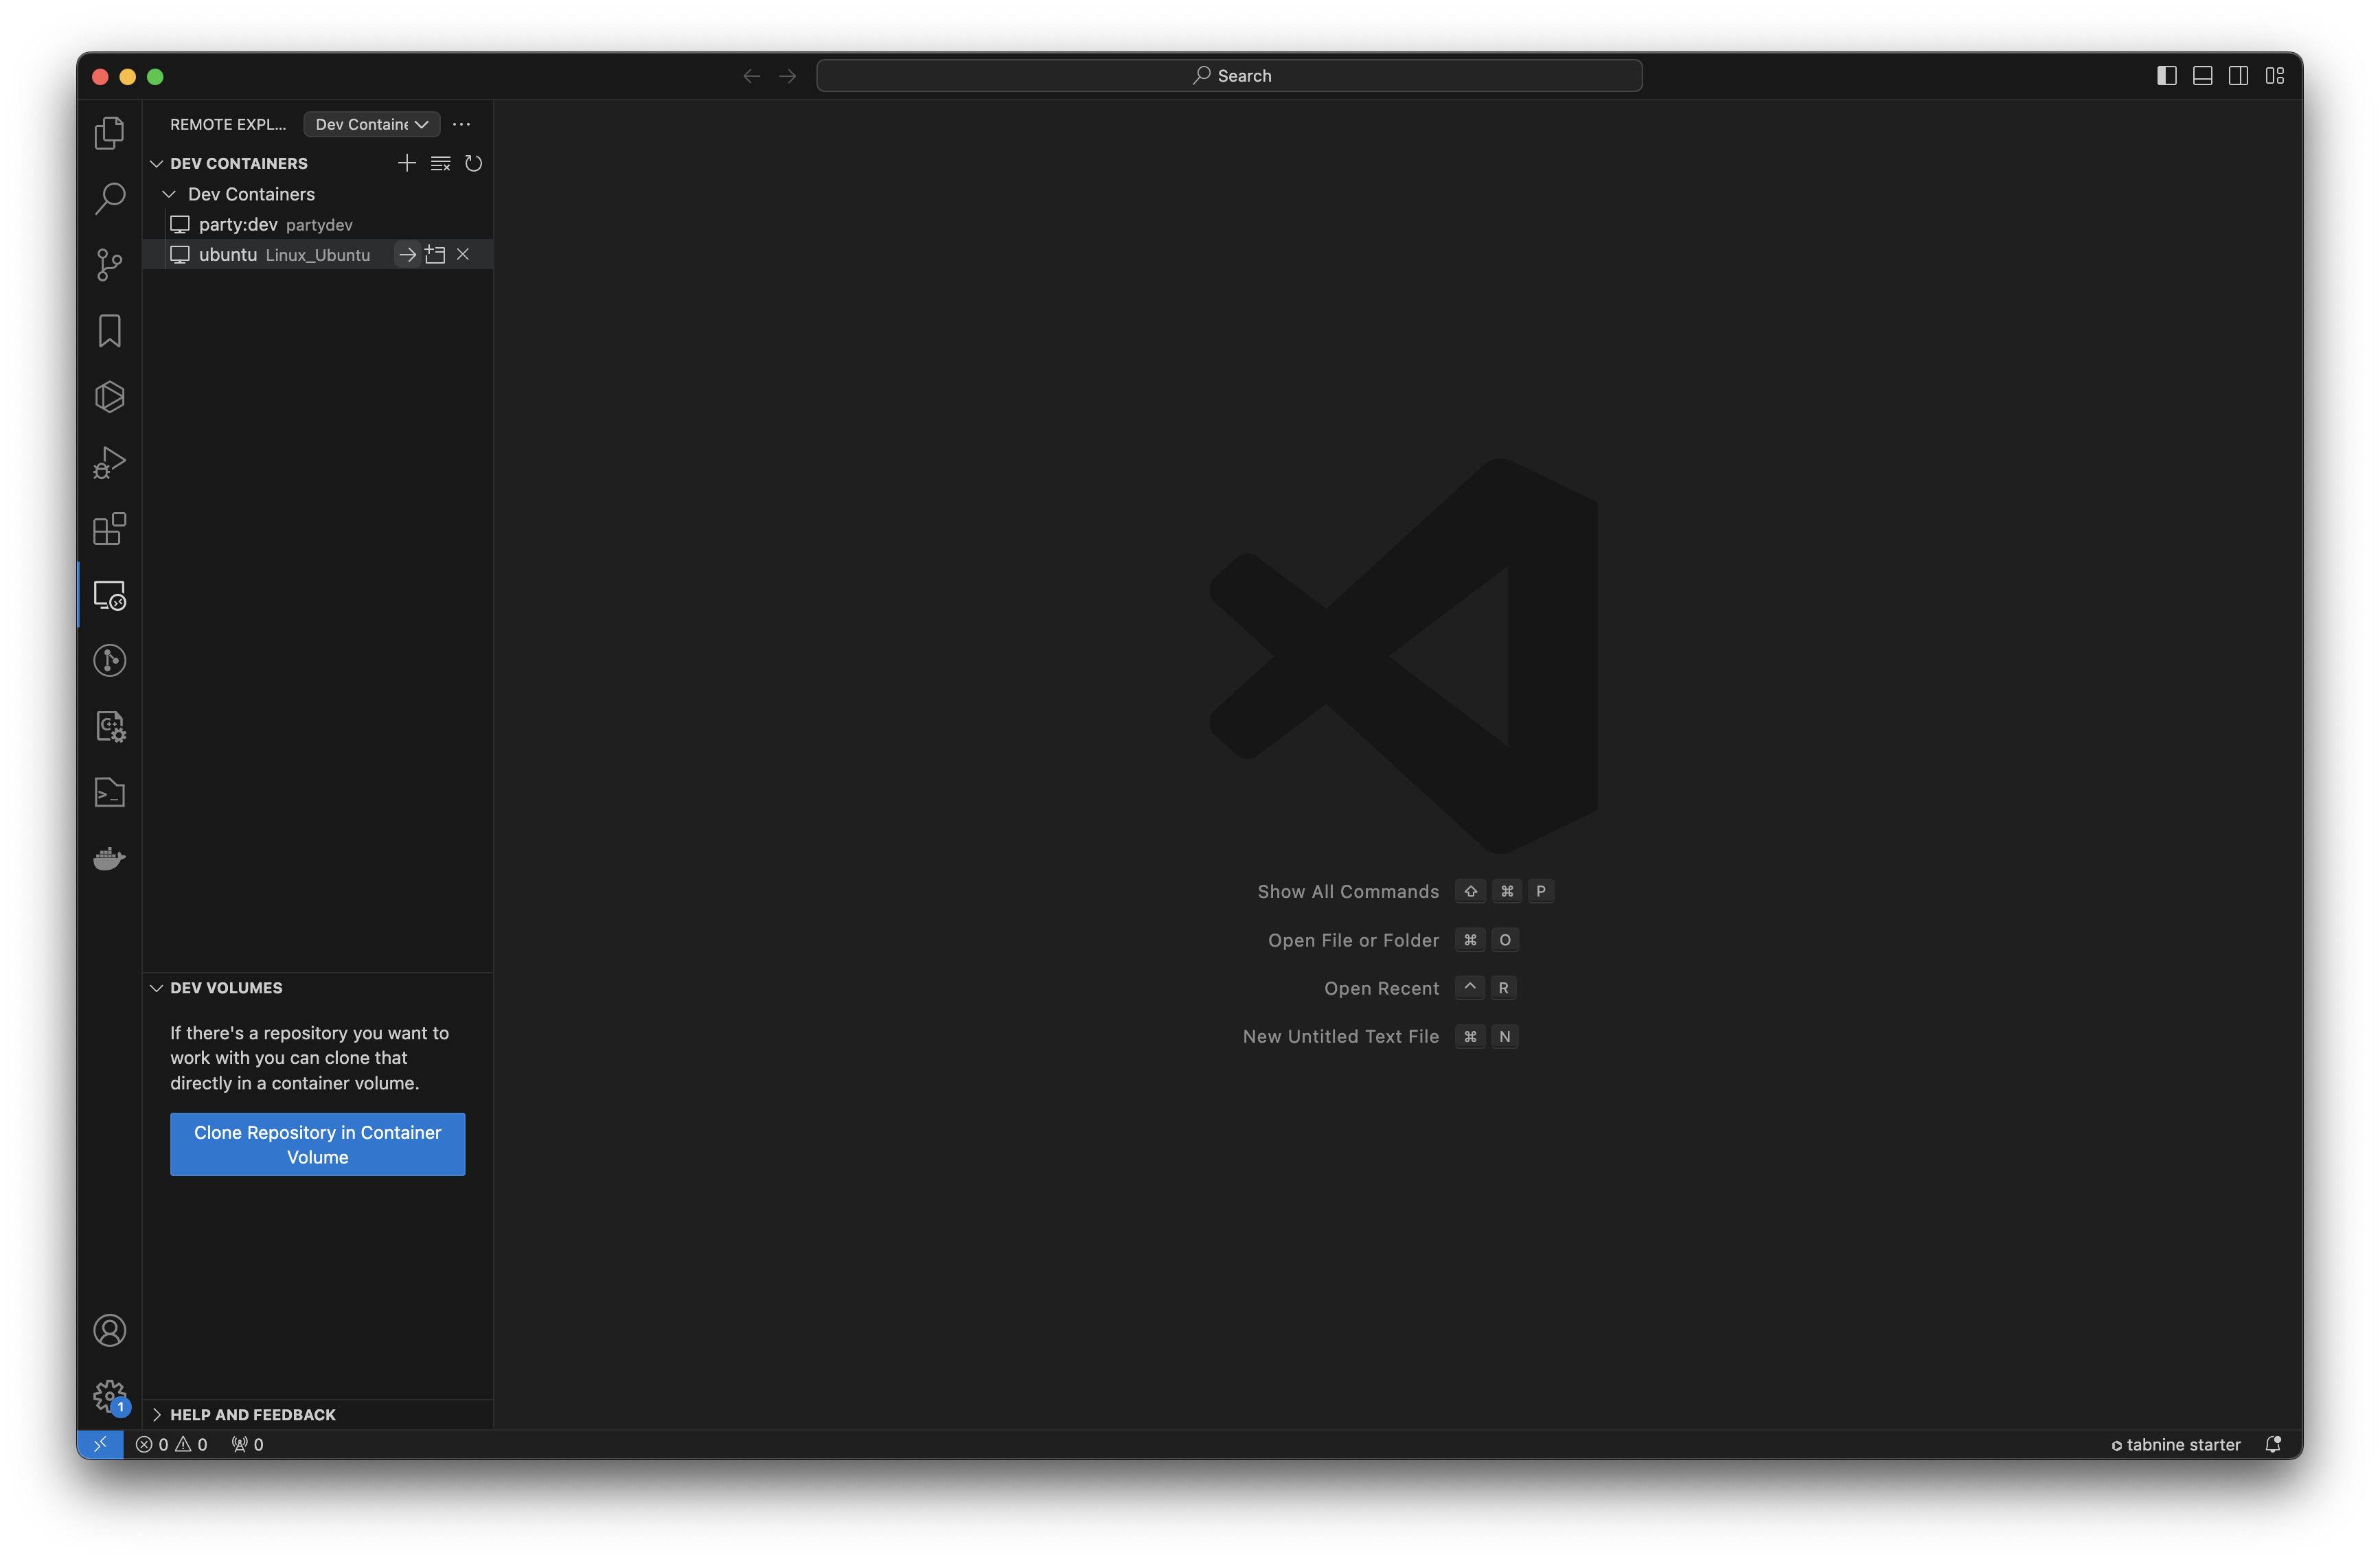 Search
REMOTE EXPL... Dev Containe
DEV CONTAINERS
Dev Containers
party:dev partydev
ubuntu Linux_Ubuntu
Show All Commands ⇧ ⌘ P
Open File or Folder ⌘ O
Open Recent ^ R
New Untitled Text File ⌘ N
DEV VOLUMES
If there's a repository you want to
work with you can clone that
directly in a container volume.
Clone Repository in Container
Volume
1
HELP AND FEEDBACK
0 0 0 tabnine starter